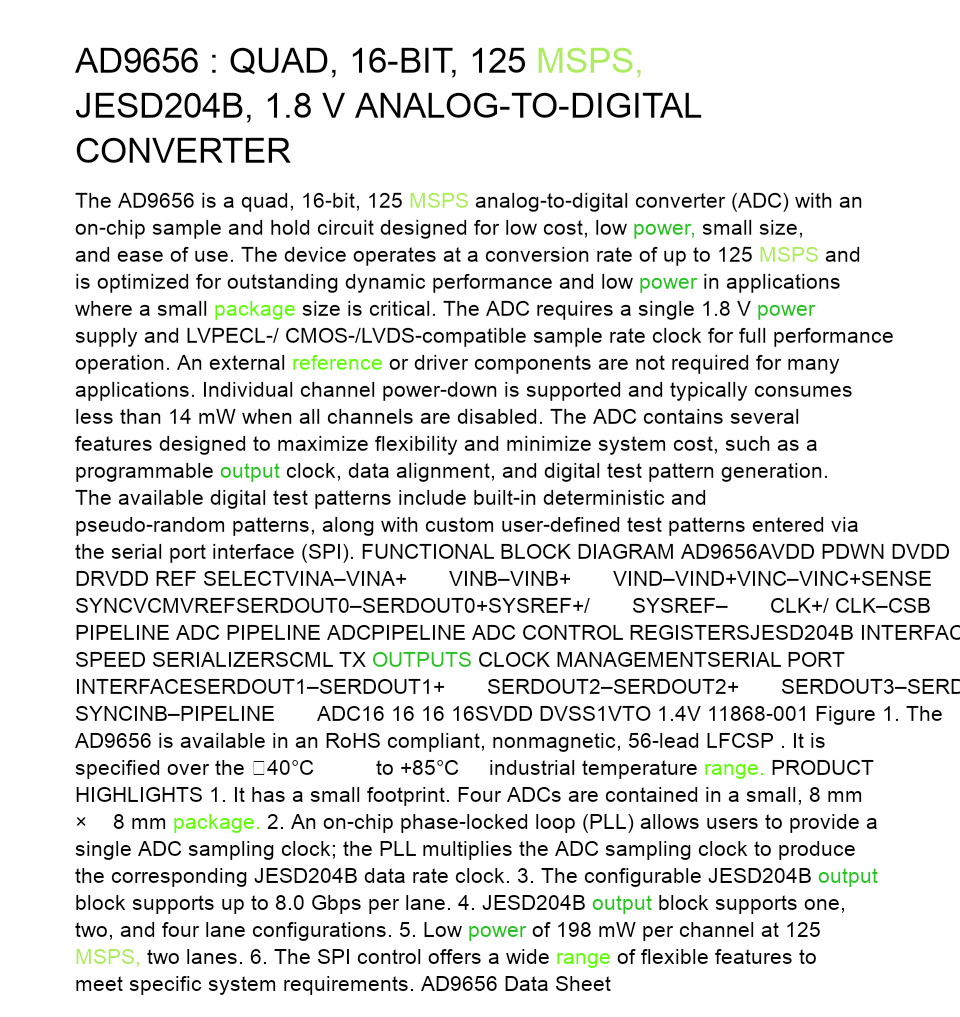 AD9656 : QUAD, 16-BIT, 125 MSPS,
JESD204B, 1.8 V ANALOG-TO-DIGITAL
CONVERTER
The AD9656 is a quad, 16-bit, 125 MSPS analog-to-digital converter (ADC) with an
on-chip sample and hold circuit designed for low cost, low power, small size,
and ease of use. The device operates at a conversion rate of up to 125 MSPS and
is optimized for outstanding dynamic performance and low power in applications
where a small package size is critical. The ADC requires a single 1.8 V power
supply and LVPECL-/ CMOS-/LVDS-compatible sample rate clock for full performance
operation. An external reference or driver components are not required for many
applications. Individual channel power-down is supported and typically consumes
less than 14 mW when all channels are disabled. The ADC contains several
features designed to maximize flexibility and minimize system cost, such as a
programmable output clock, data alignment, and digital test pattern generation.
The available digital test patterns include built-in deterministic and
pseudo-random patterns, along with custom user-defined test patterns entered via
the serial port interface (SPI). FUNCTIONAL BLOCK DIAGRAM AD9656AVDD PDWN DVDD
DRVDD REF SELECTVINA–VINA+ VINB–VINB+ VIND–VIND+VINC–VINC+SENSE
SYNCVCMVREFSERDOUT0–SERDOUT0+SYSREF+/ SYSREF– CLK+/ CLK–CSB
PIPELINE ADC PIPELINE ADCPIPELINE ADC CONTROL REGISTERSJESD204B INTERFAC
SPEED SERIALIZERSCML TX OUTPUTS CLOCK MANAGEMENTSERIAL PORT
INTERFACESERDOUT1–SERDOUT1+ SERDOUT2–SERDOUT2+ SERDOUT3–SERD
SYNCINB–PIPELINE ADC16 16 16 16SVDD DVSS1VTO 1.4V 11868-001 Figure 1. The
AD9656 is available in an RoHS compliant, nonmagnetic, 56-lead LFCSP . It is
specified over the □40°C to +85°C industrial temperature range. PRODUCT
HIGHLIGHTS 1. It has a small footprint. Four ADCs are contained in a small, 8 mm
× 8 mm package. 2. An on-chip phase-locked loop (PLL) allows users to provide a
single ADC sampling clock; the PLL multiplies the ADC sampling clock to produce
the corresponding JESD204B data rate clock. 3. The configurable JESD204B output
block supports up to 8.0 Gbps per lane. 4. JESD204B output block supports one,
two, and four lane configurations. 5. Low power of 198 mW per channel at 125
MSPS, two lanes. 6. The SPI control offers a wide range of flexible features to
meet specific system requirements. AD9656 Data Sheet